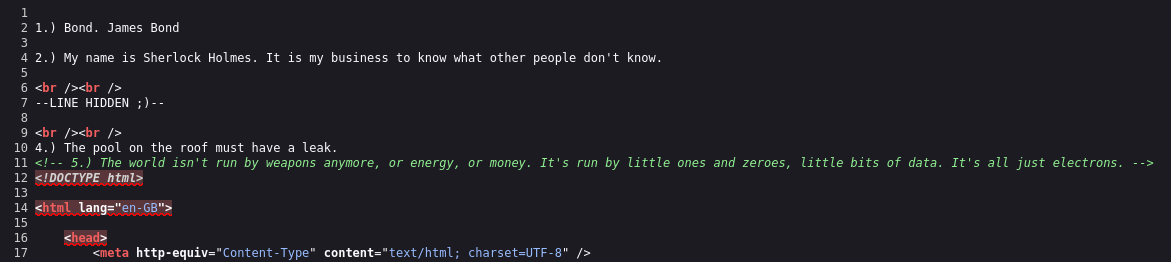 1
2 1.) Bond. James Bond
3
4 2.) My name is Sherlock Holmes. It is my business to know what other people don't know.
5
6 <br /><br />
7 --LINE HIDDEN ;)--
8
9 <br /><br />
10 4.) The pool on the roof must have a leak.
11 <!-- 5.) The world isn't run by weapons anymore, or energy, or money. It's run by little ones and zeroes, little bits of data. It's all just electrons. -->
12 <!DOCTYPE html>
13
14 <html lang="en-GB">
15
16 <head>
17 <meta http-equiv="Content-Type" content="text/html; charset=UTF-8" />